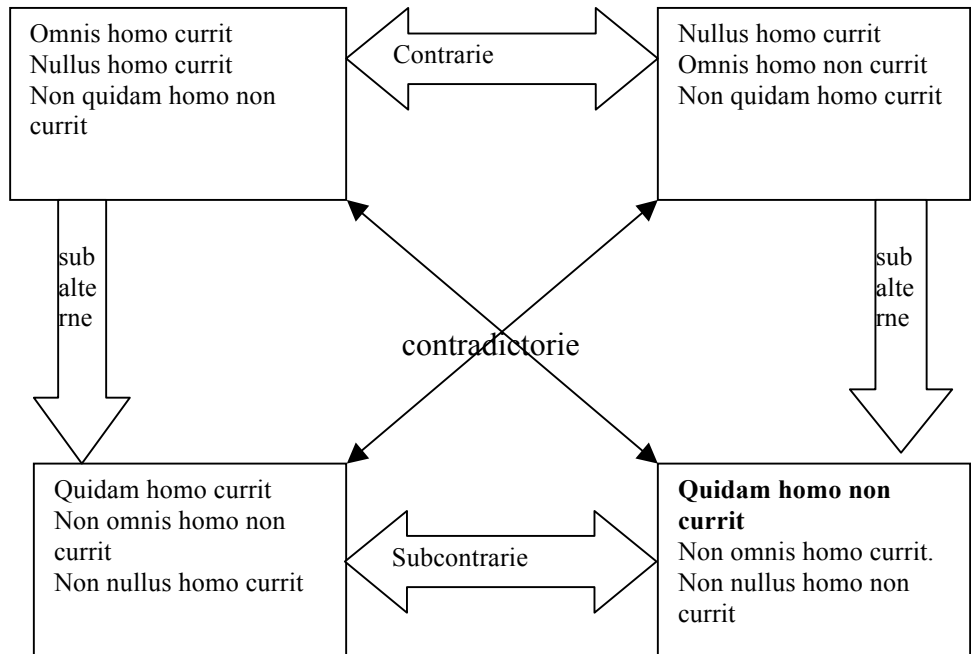 Omnis homo currit
Nullus homo currit
Non quidam homo non
currit
Contrarie
Nullus homo currit
Omnis homo non currit
Non quidam homo currit
sub
alte
rne
contradictorie
sub
alte
rne
Quidam homo currit
Non omnis homo non
currit
Non nullus homo currit
Subcontrarie
Quidam homo non
currit
Non omnis homo currit.
Non nullus homo non
currit